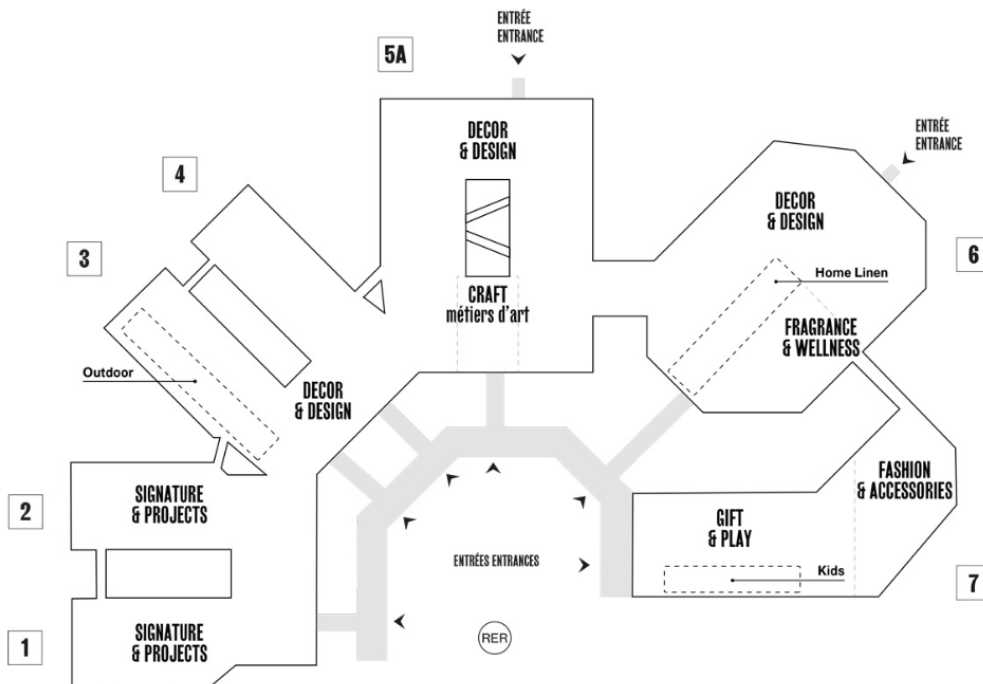 ENTRÉE
ENTRANCE
5A
DECOR
& DESIGN
ENTRÉE
ENTRANCE
4
DECOR
& DESIGN
6
3
Home Linen
CRAFT
métiers d'art
FRAGRANCE
& WELLNESS
Outdoor
DECOR
& DESIGN
FASHION
& ACCESSORIES
2
SIGNATURE
& PROJECTS
GIFT
& PLAY
ENTRÉES ENTRANCES
Kids
7
1
SIGNATURE
& PROJECTS
RER